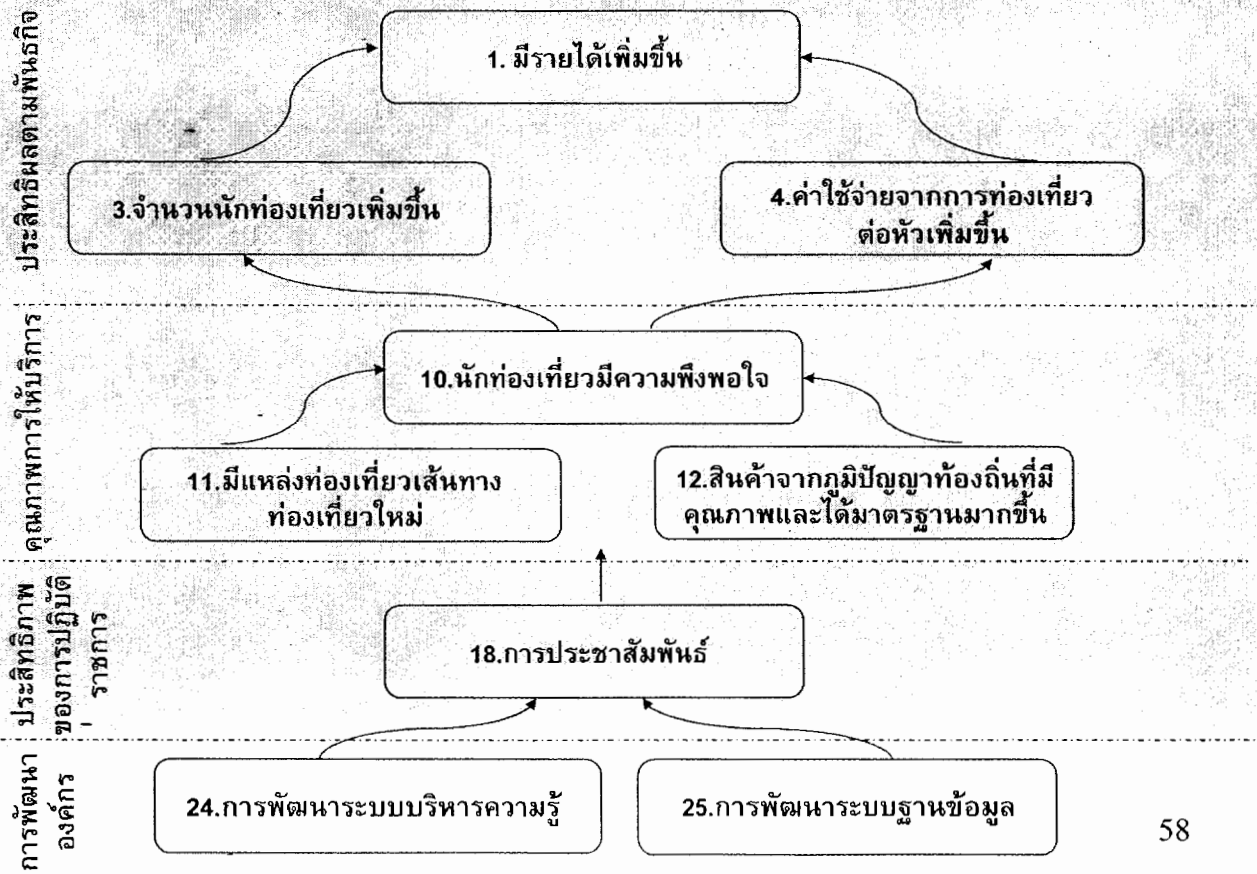 ประสิทธิผลตามพันธกิจ
1. มีรายได้เพิ่มขึ้น
3.จำนวนนักท่องเที่ยวเพิ่มขึ้น
4.ค่าใช้จ่ายจากการท่องเที่ยว
ต่อหัวเพิ่มขึ้น
คุณภาพการให้บริการ
10.นักท่องเที่ยวมีความพึงพอใจ
11.มีแหล่งท่องเที่ยวเส้นทาง
ท่องเที่ยวใหม่
12.สินค้าจากภูมิปัญญาท้องถิ่นที่มี
คุณภาพและได้มาตรฐานมากขึ้น
ประสิทธิภาพ
ของการปฏิบัติ
ราชการ
18.การประชาสัมพันธ์
การพัฒนา
องค์กร
24.การพัฒนาระบบบริหารความรู้
25.การพัฒนาระบบฐานข้อมูล
58